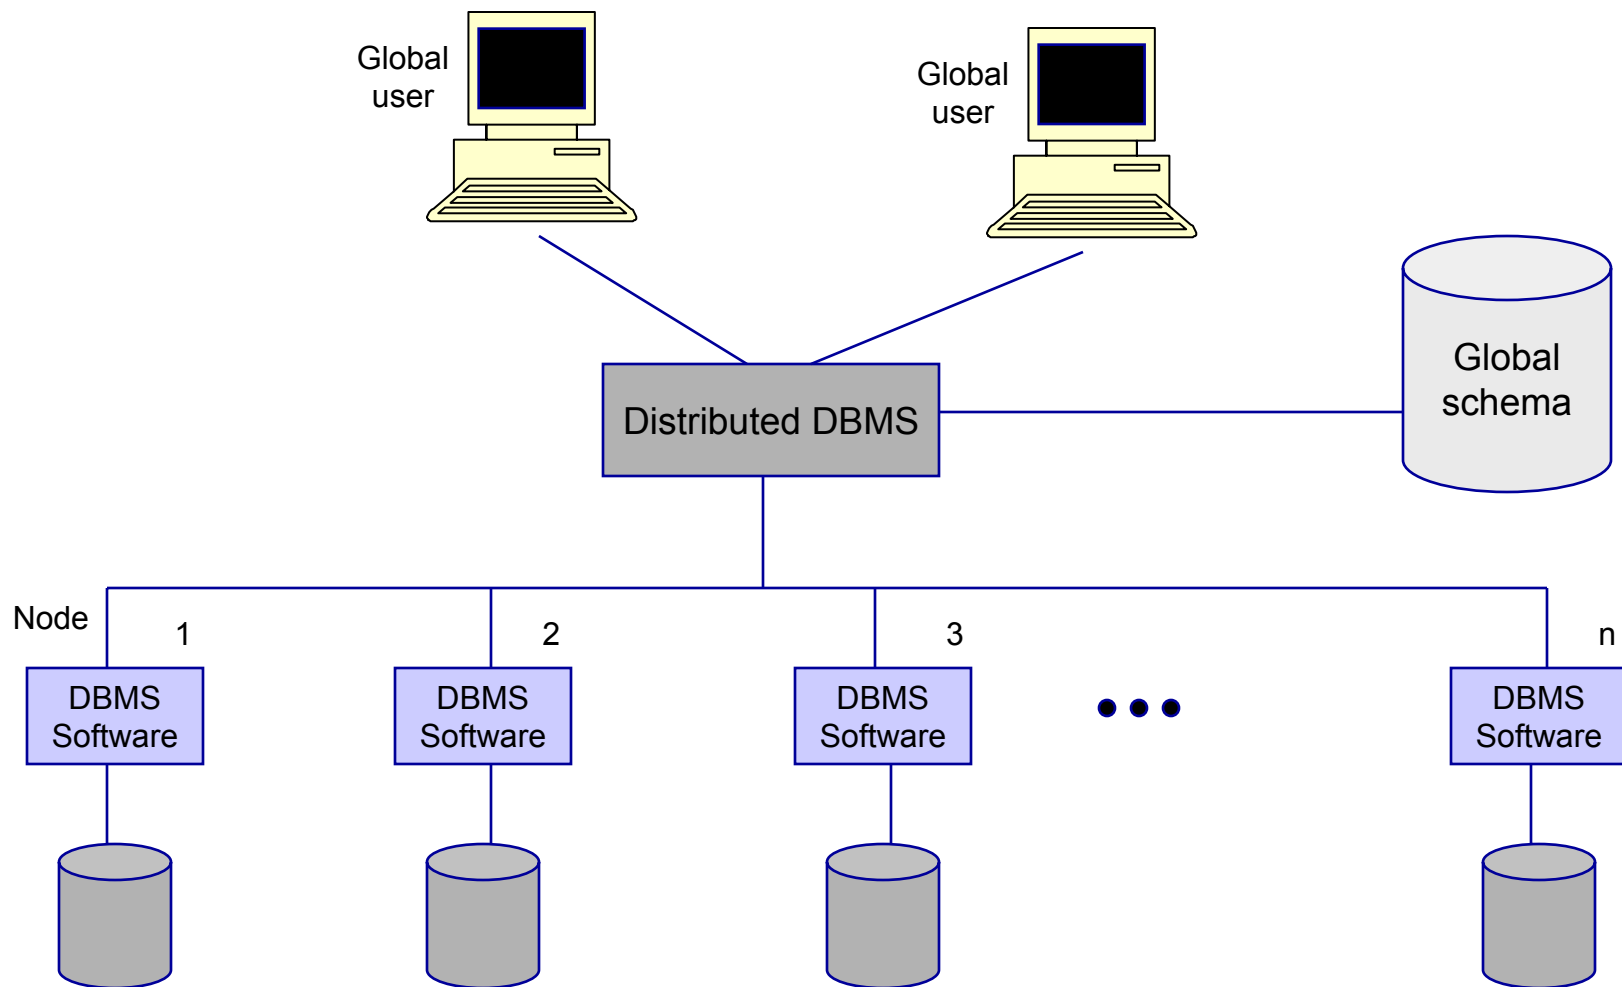 Global
user
Global
user
Global
schema
Distributed DBMS
Node
1
2
3
n
DBMS
Software
DBMS
Software
DBMS
Software
DBMS
Software